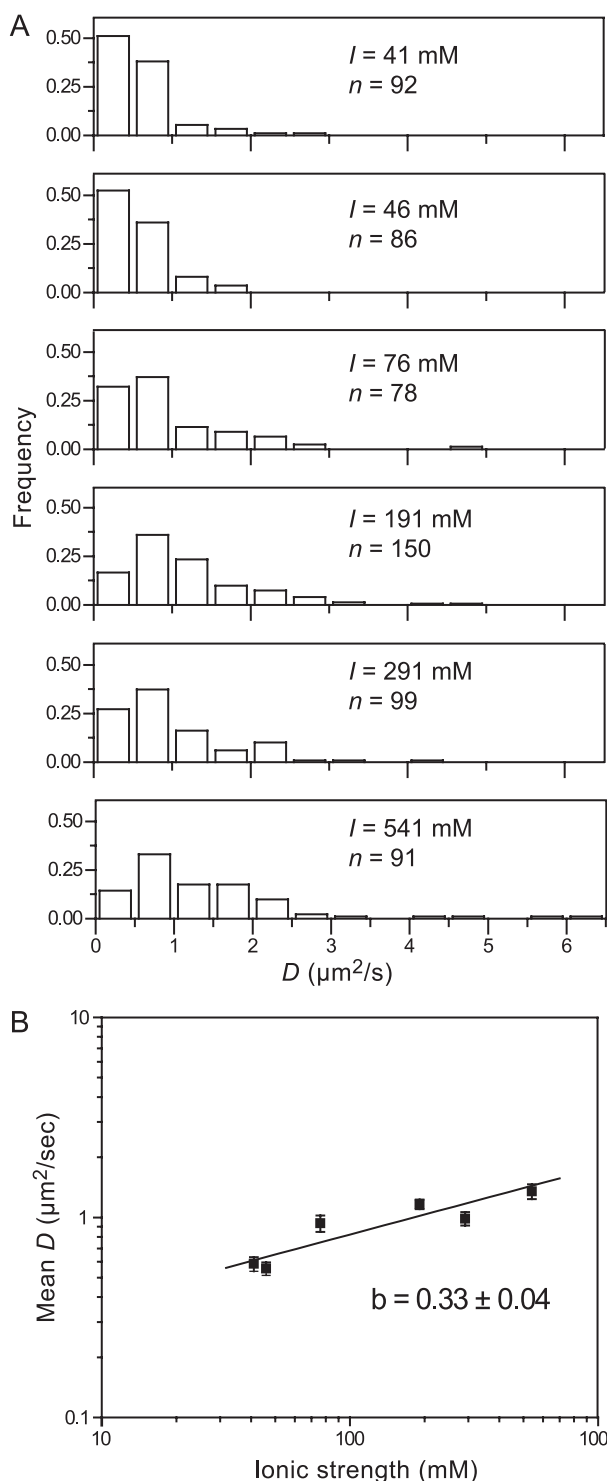 A
Frequency
0.50
0.25
0.00
I = 41 mM
n = 92
0.50
0.25
0.00
I = 46 mM
n = 86
0.50
0.25
0.00
I = 76 mM
n = 78
0.50
0.25
0.00
I = 191 mM
n = 150
0.50
0.25
0.00
I = 291 mM
n = 99
0.50
0.25
0.00
I = 541 mM
n = 91
0 1 2 3 4 5 6
D (µm²/s)
B
Mean D (µm²/sec)
10
1
0.1
b = 0.33 ± 0.04
10 100 100
Ionic strength (mM)